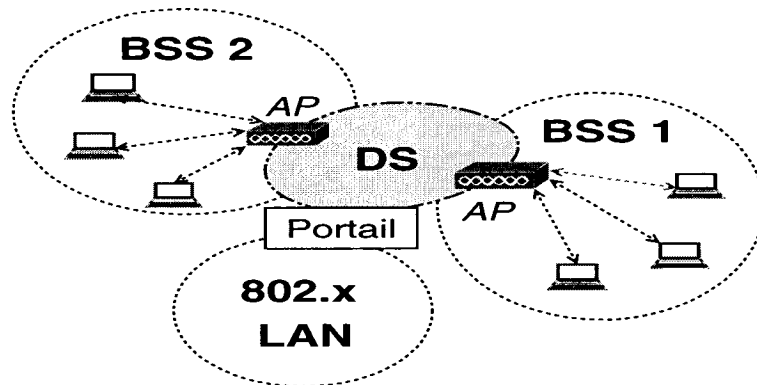 BSS 2
AP
BSS 1
DS
AP
Portail
802.x
LAN